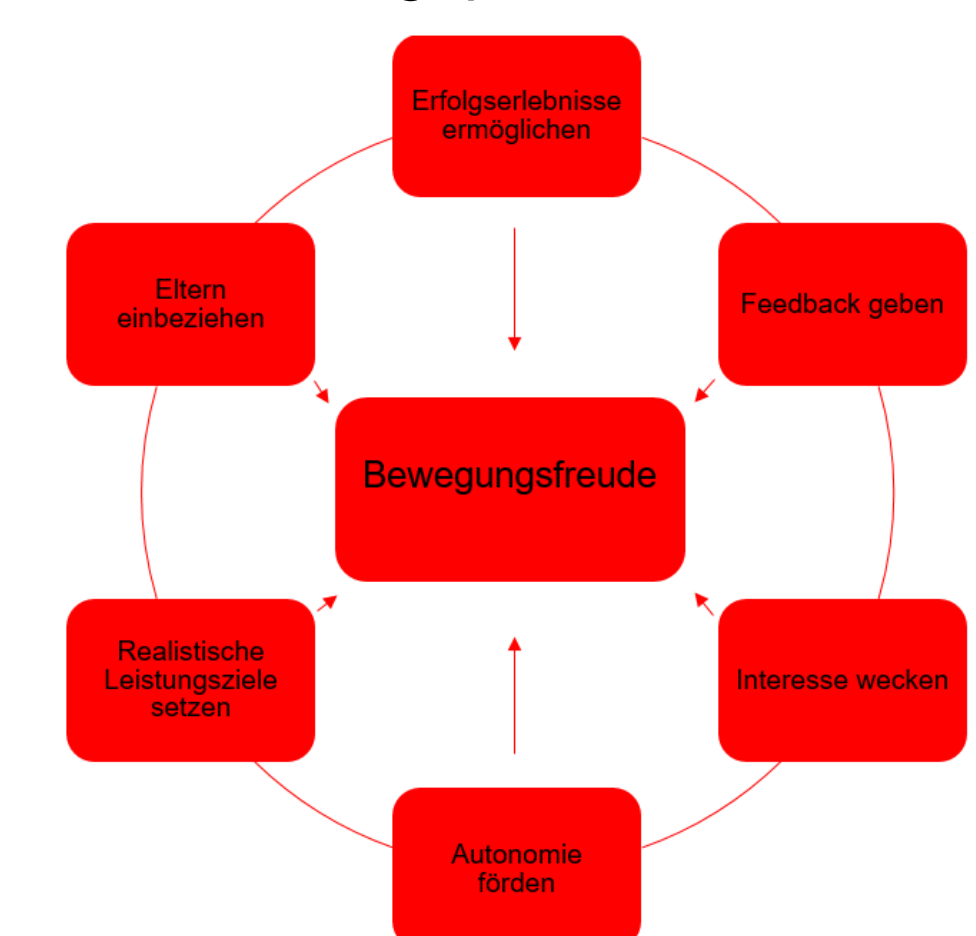 Erfolgserlebnisse
ermöglichen
Eltern
einbeziehen
Feedback geben
Bewegungsfreude
Realistische
Leistungsziele
setzen
Interesse wecken
Autonomie
förden